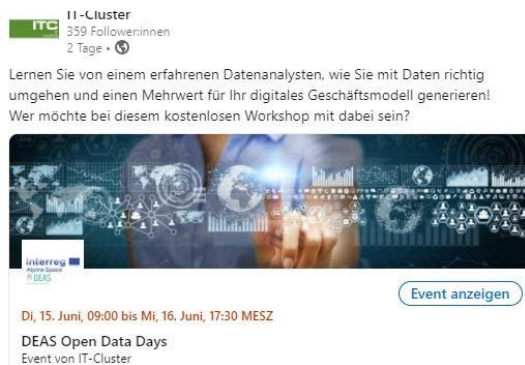 IT-Cluster
ITC
359 Follower:innen
2 Tage •
Lernen Sie von einem erfahrenen Datenanalysten, wie Sie mit Daten richtig
umgehen und einen Mehrwert für Ihr digitales Geschäftsmodell generieren!
Wer möchte bei diesem kostenlosen Workshop mit dabei sein?
Interreg
Alpine Space
DEAS
Event anzeigen
Di, 15. Juni, 09:00 bis Mi, 16. Juni, 17:30 MESZ
DEAS Open Data Days
Event von IT-Cluster